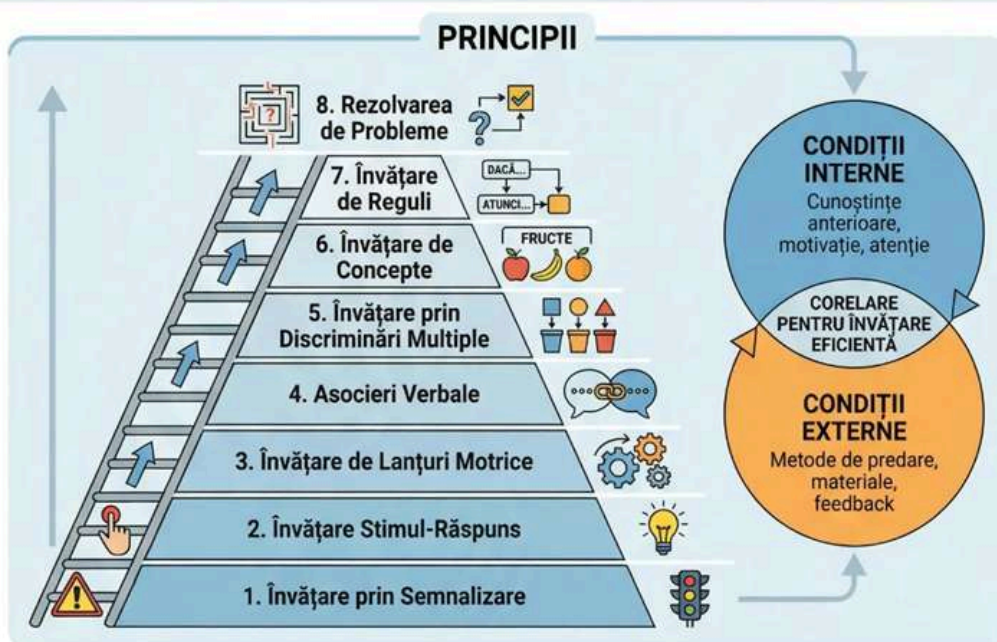 PRINCIPII
8. Rezolvarea
de Probleme
?
?
7. Învățare
de Reguli
DACĂ...
ATUNCI...
6. Învățare de
Concepte
FRUCTE
5. Învățare prin
Discriminări Multiple
4. Asocieri Verbale
3. Învățare de Lanțuri Motrice
2. Învățare Stimul-Răspuns
1. Învățare prin Semnalizare
!
CONDIȚII
INTERNE
Cunoștințe
anterioare,
motivație, atenție
CORELARE
PENTRU ÎNVĂȚARE
EFICIENTĂ
CONDIȚII
EXTERNE
Metode de predare,
materiale,
feedback